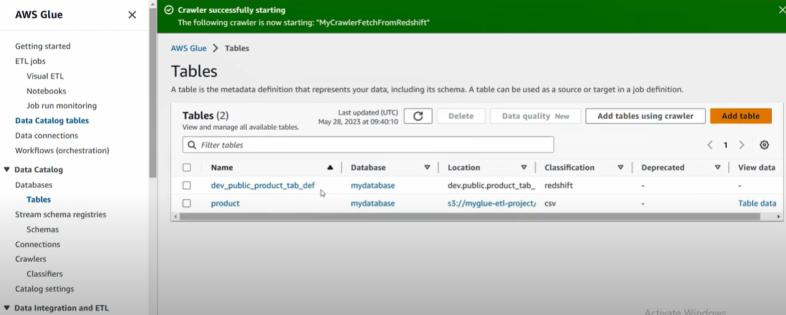 AWS Glue
Crawler successfully starting
The following crawler is now starting: "MyCrawlerFetchFromRedshift"
Getting started
ETL jobs
Visual ETL
Notebooks
Job run monitoring
Data Catalog tables
Data connections
Workflows (orchestration)
Data Catalog
Databases
Tables
Stream schema registries
Schemas
Connections
Crawlers
Classifiers
Catalog settings
Data Integration and ETL
AWS Glue > Tables
Tables
A table is the metadata definition that represents your data, including its schema. A table can be used as a source or target in a job definition.
Tables (2)
View and manage all available tables.
Last updated (UTC)
May 28, 2023 at 09:40:10
Delete
Data quality New
Add tables using crawler
Add table
Filter tables
1
Name Database Location Classification Deprecated View data
dev_public_product_tab_def mydatabase dev.public.product_tab_ redshift - -
product mydatabase s3://myglue-etl-project/ csv - Table data
Activate Windows